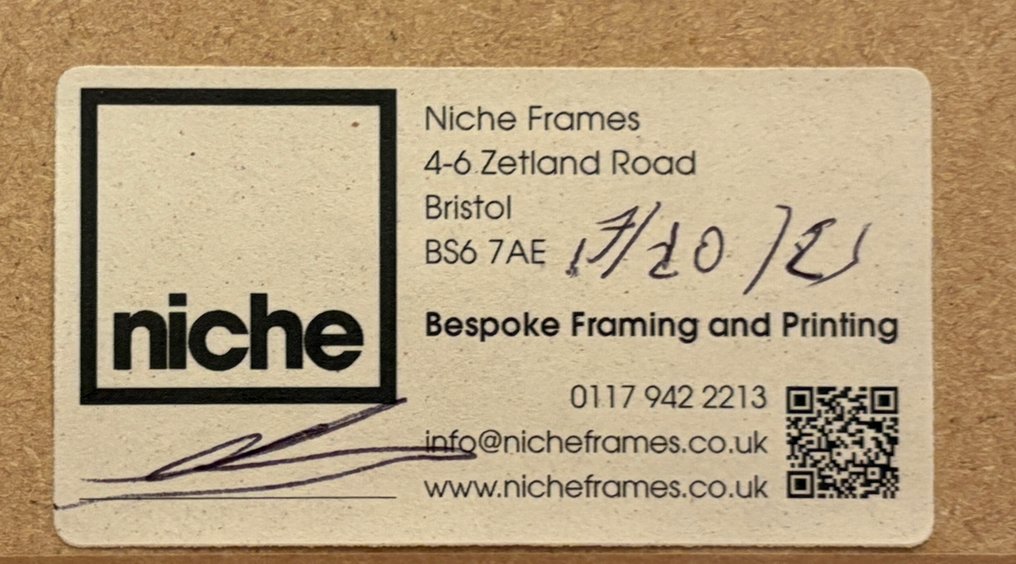 niche
Niche Frames
4-6 Zetland Road
Bristol
BS6 7AE 17/10/21
Bespoke Framing and Printing
0117 942 2213
info@nicheframes.co.uk
www.nicheframes.co.uk